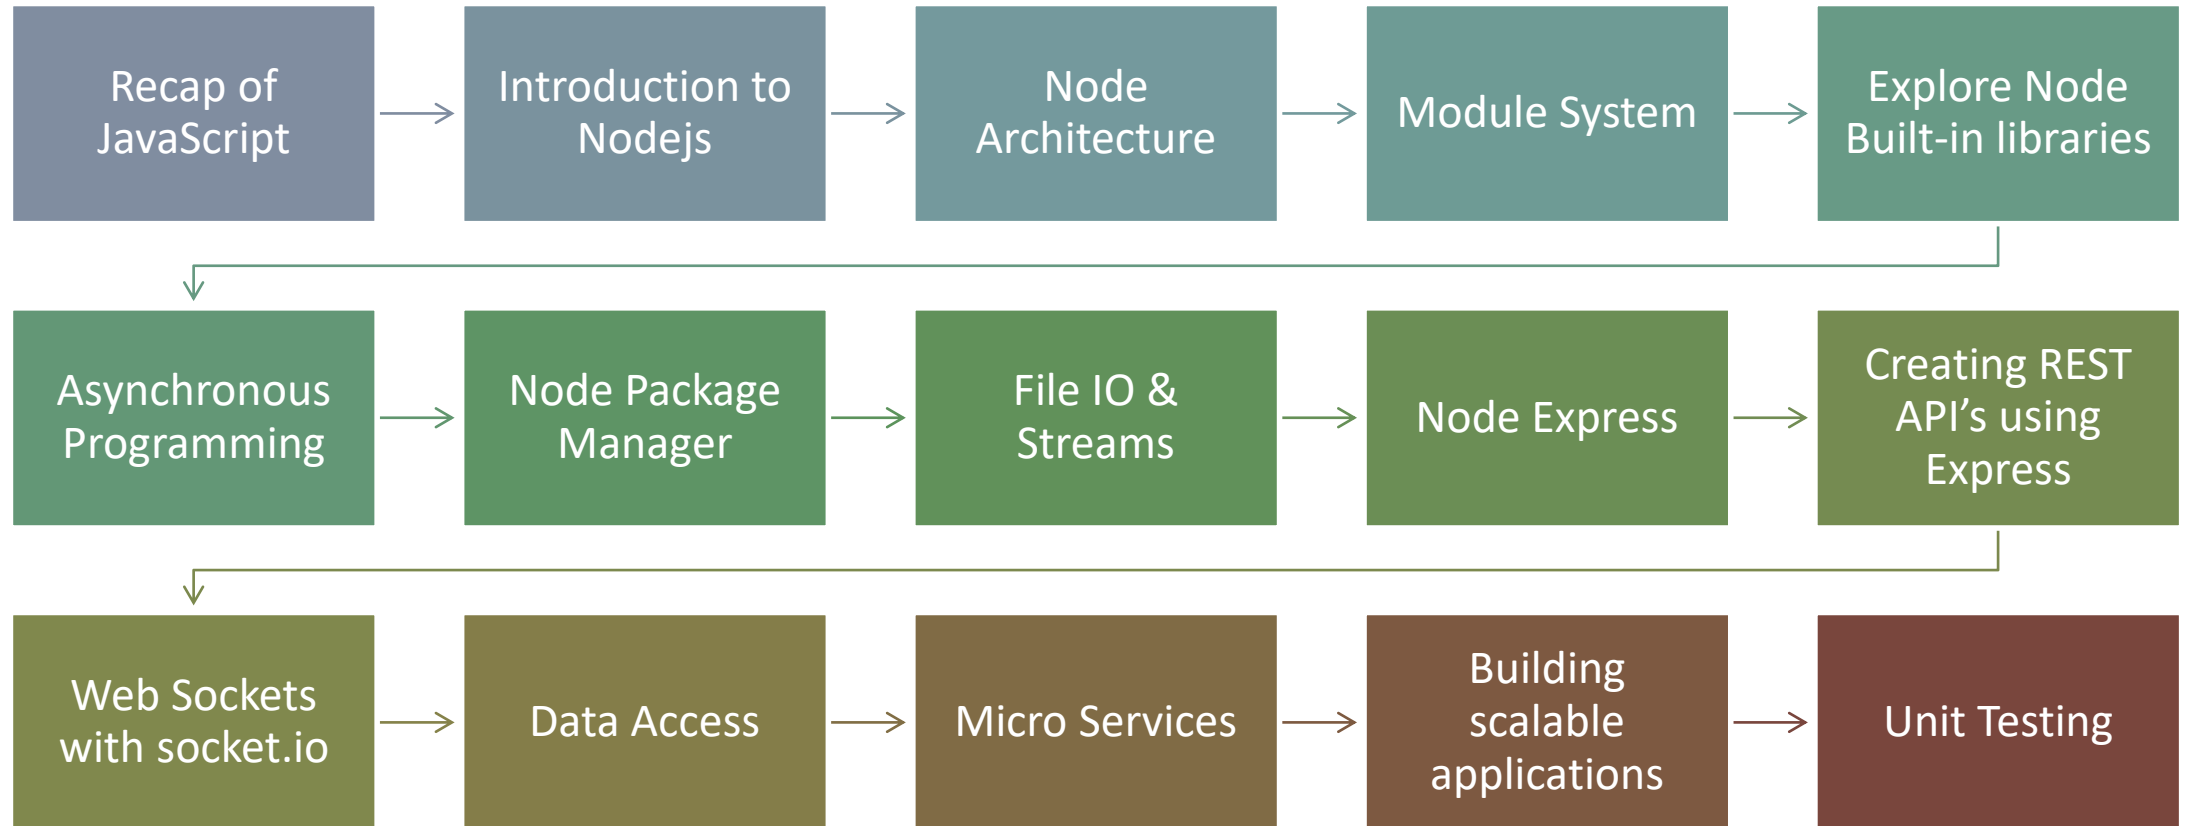 Recap of
JavaScript
Introduction to
Nodejs
Node
Architecture
Module System
Explore Node
Built-in libraries
Asynchronous
Programming
Node Package
Manager
File IO &
Streams
Node Express
Creating REST
API’s using
Express
Web Sockets
with socket.io
Data Access
Micro Services
Building
scalable
applications
Unit Testing